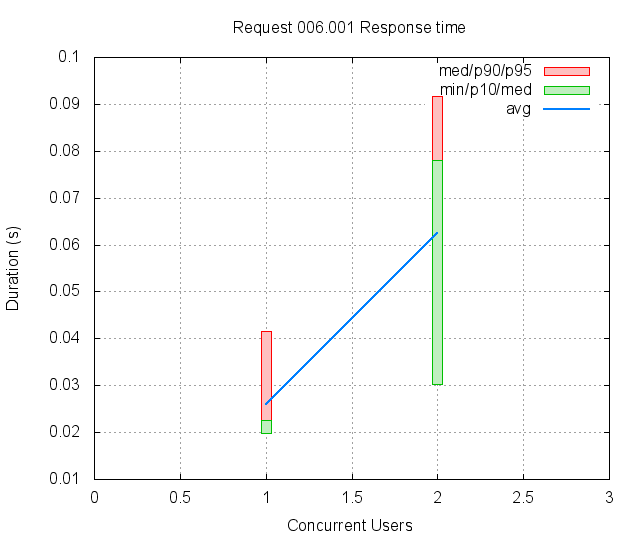 Request 006.001 Response time
med/p90/p95
min/p10/med
avg
0.1
0.09
0.08
0.07
0.06
0.05
0.04
0.03
0.02
0.01
Duration (s)
0 0.5 1 1.5 2 2.5 3
Concurrent Users